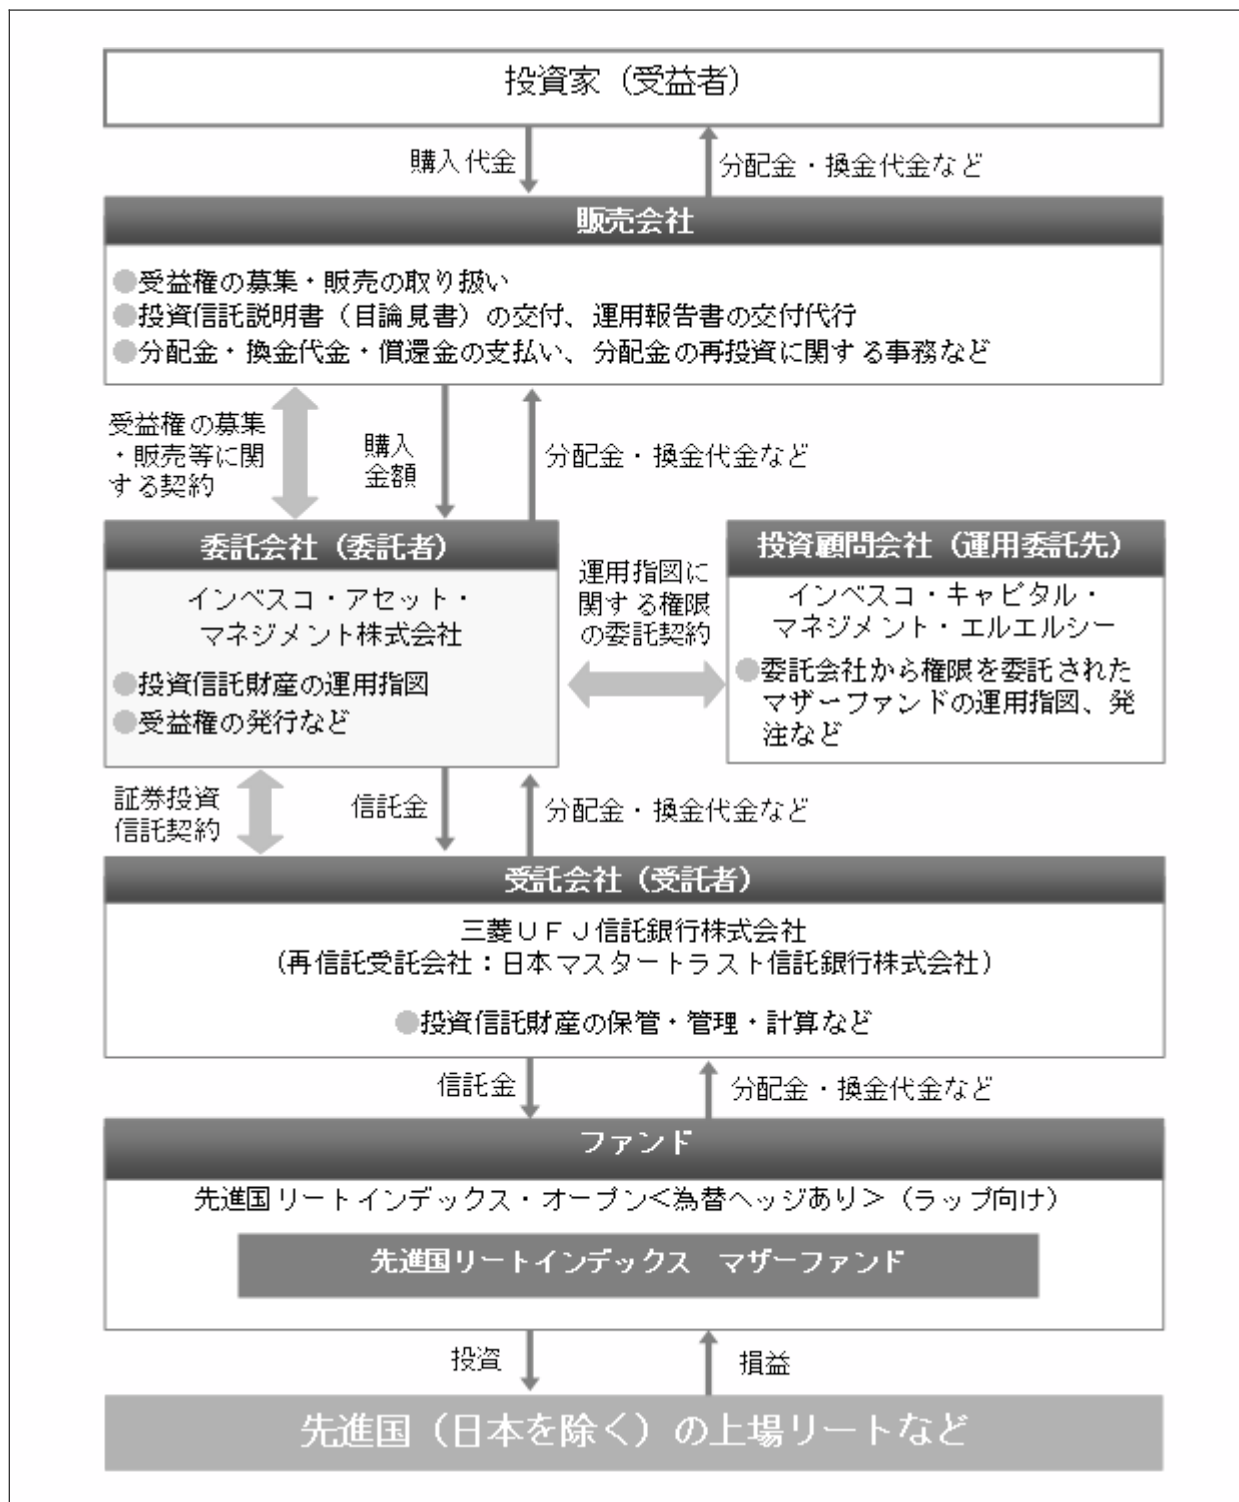 投資家（受益者）
購入代金
分配金・換金代金など
販売会社
●受益権の募集・販売の取り扱い
●投資信託説明書（目論見書）の交付、運用報告書の交付代行
●分配金・換金代金・償還金の支払い、分配金の再投資に関する事務など
受益権の募集
・販売等に関
する契約
購入
金額
分配金・換金代金など
委託会社（委託者）
インベスコ・アセット・
マネジメント株式会社
●投資信託財産の運用指図
●受益権の発行など
運用指図に
関する権限
の委託契約
投資顧問会社（運用委託先）
インベスコ・キャピタル・
マネジメント・エルエルシー
●委託会社から権限を委託された
マザーファンドの運用指図、発
注など
証券投資
信託契約
信託金
分配金・換金代金など
受託会社（受託者）
三菱ＵＦＪ信託銀行株式会社
（再信託受託会社：日本マスタートラスト信託銀行株式会社）
●投資信託財産の保管・管理・計算など
信託金
分配金・換金代金など
ファンド
先進国リートインデックス・オープン＜為替ヘッジあり＞（ラップ向け）
先進国リートインデックス　マザーファンド
投資
損益
先進国（日本を除く）の上場リートなど